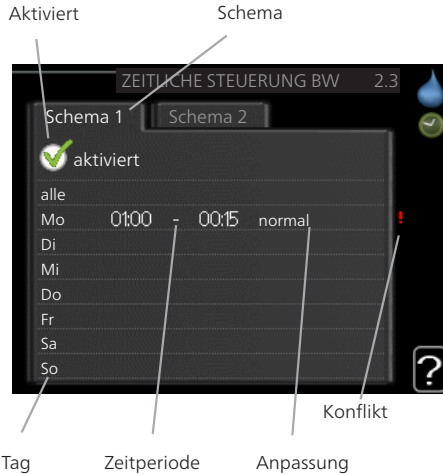 Aktiviert Schema
ZEITLICHE STEUERUNG BW 2.3
Schema 1 Schema 2
aktiviert
alle
Mo 01:00 - 00:15 normal !
Di
Mi
Do
Fr
Sa
So
?
Konflikt
Tag Zeitperiode Anpassung